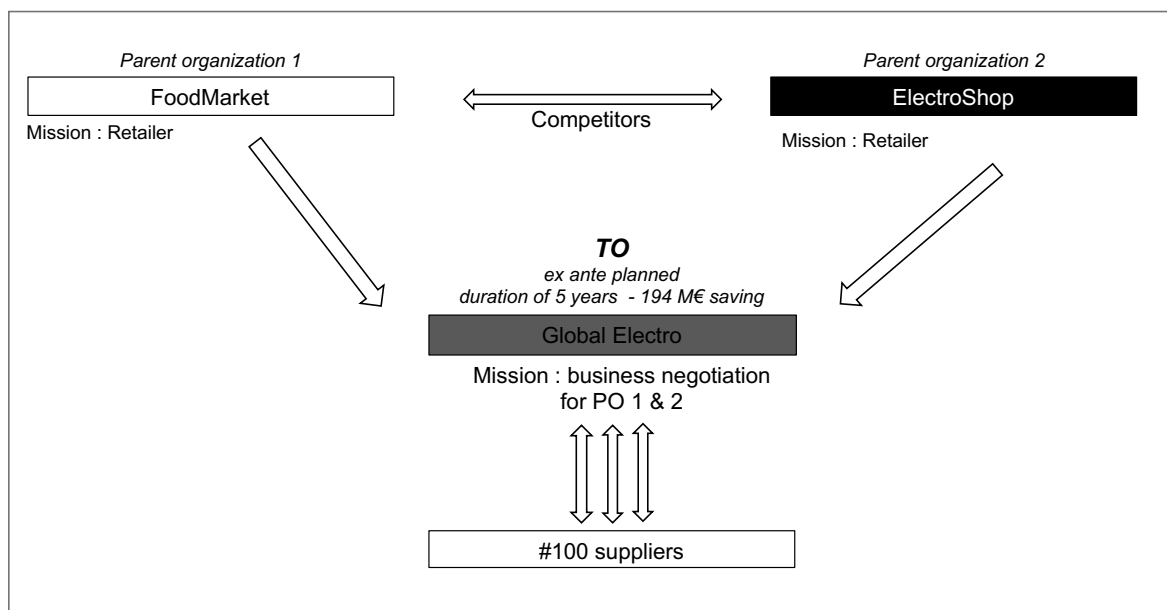 Parent organization 1
FoodMarket
Mission : Retailer
Competitors
Parent organization 2
ElectroShop
Mission : Retailer
TO
ex ante planned
duration of 5 years  - 194 M€ saving
Global Electro
Mission : business negotiation
for PO 1 & 2
#100 suppliers